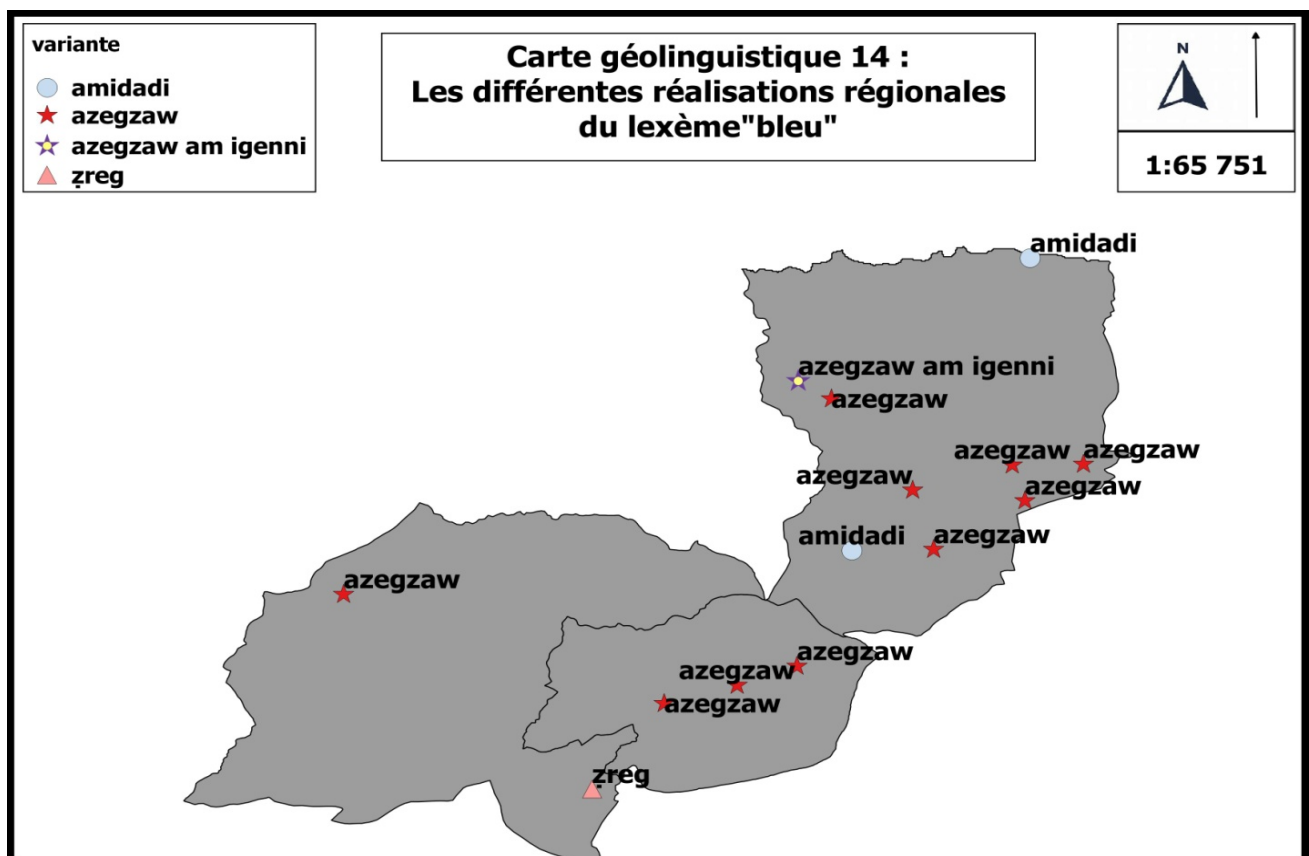 variante
amidadi
azegzaw
azegzaw am igenni
ẓreg
Carte géolinguistique 14 :
Les différentes réalisations régionales
du lexème"bleu"
N
1:65 751
amidadi
azegzaw am igenni
azegzaw
azegzaw
azegzaw
azegzaw
azegzaw
amidadi
azegzaw
azegzaw
azegzaw
azegzaw
azegzaw
ẓreg